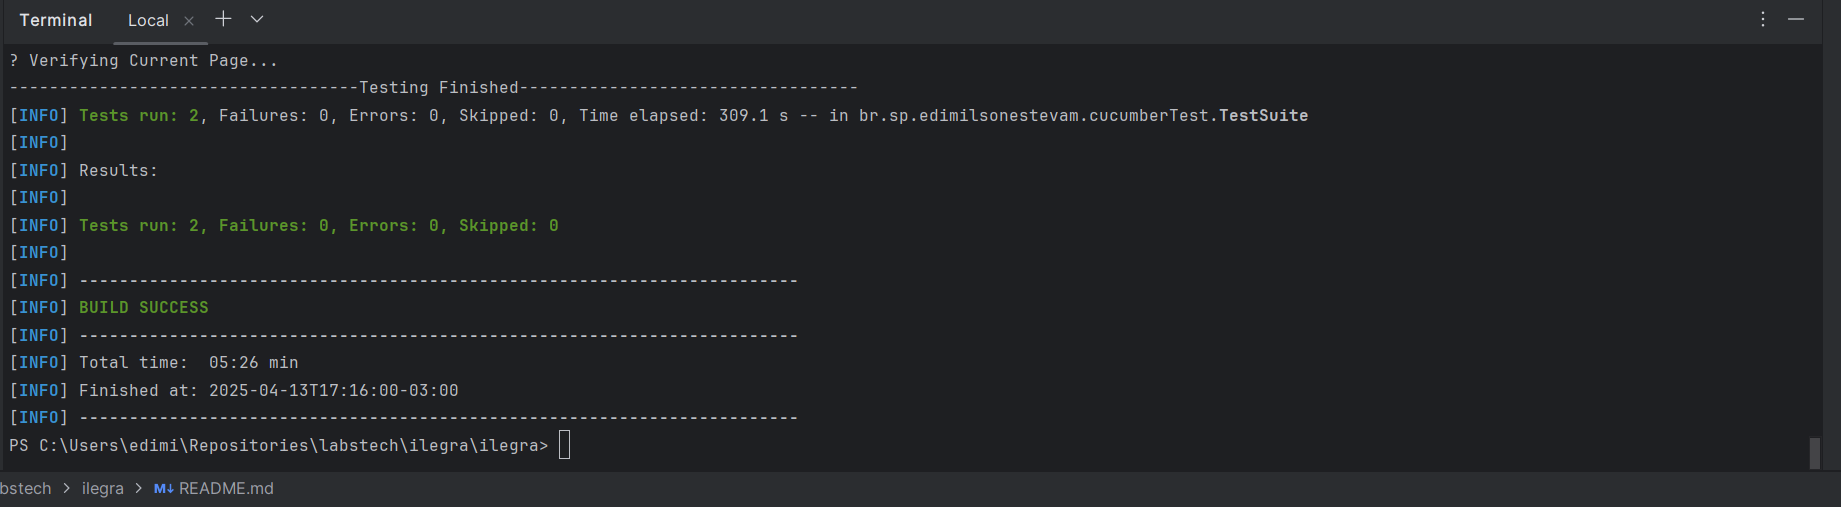 Terminal Local
? Verifying Current Page...
-----------------------------------Testing Finished----------------------------------
[INFO] Tests run: 2, Failures: 0, Errors: 0, Skipped: 0, Time elapsed: 309.1 s -- in br.sp.edimilsonestevam.cucumberTest.TestSuite
[INFO]
[INFO] Results:
[INFO]
[INFO] Tests run: 2, Failures: 0, Errors: 0, Skipped: 0
[INFO]
[INFO] ------------------------------------------------------------------------
[INFO] BUILD SUCCESS
[INFO] ------------------------------------------------------------------------
[INFO] Total time:  05:26 min
[INFO] Finished at: 2025-04-13T17:16:00-03:00
[INFO] ------------------------------------------------------------------------
PS C:\Users\edimi\Repositories\labstech\ilegra\ilegra>
bstech > ilegra > M↓ README.md